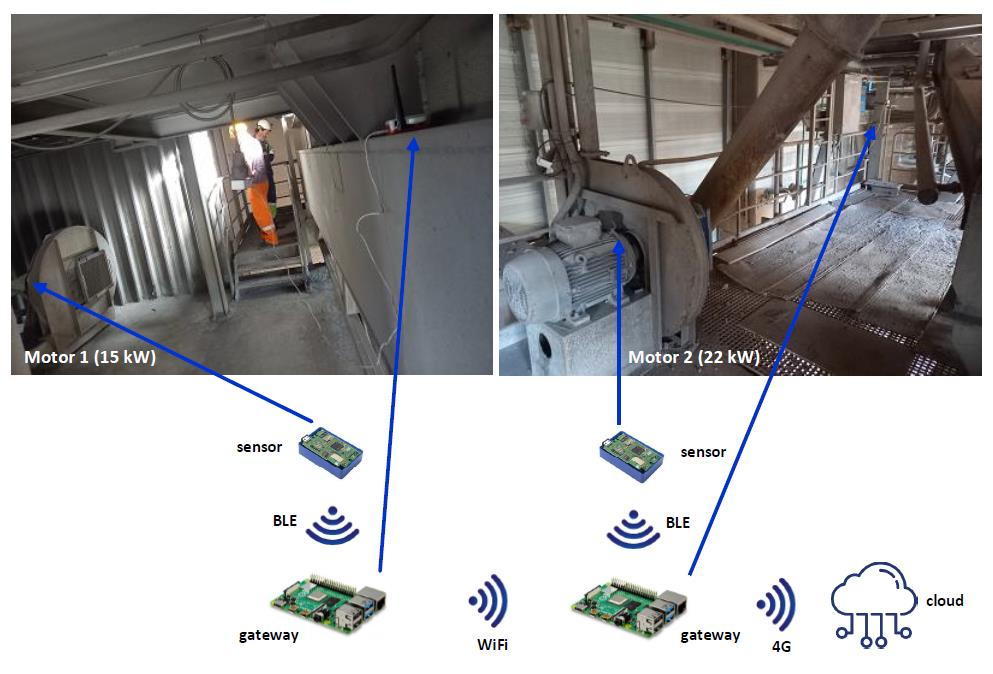 Motor 1 (15 kW)
Motor 2 (22 kW)
sensor
sensor
BLE
BLE
gateway
WiFi
gateway
4G
cloud